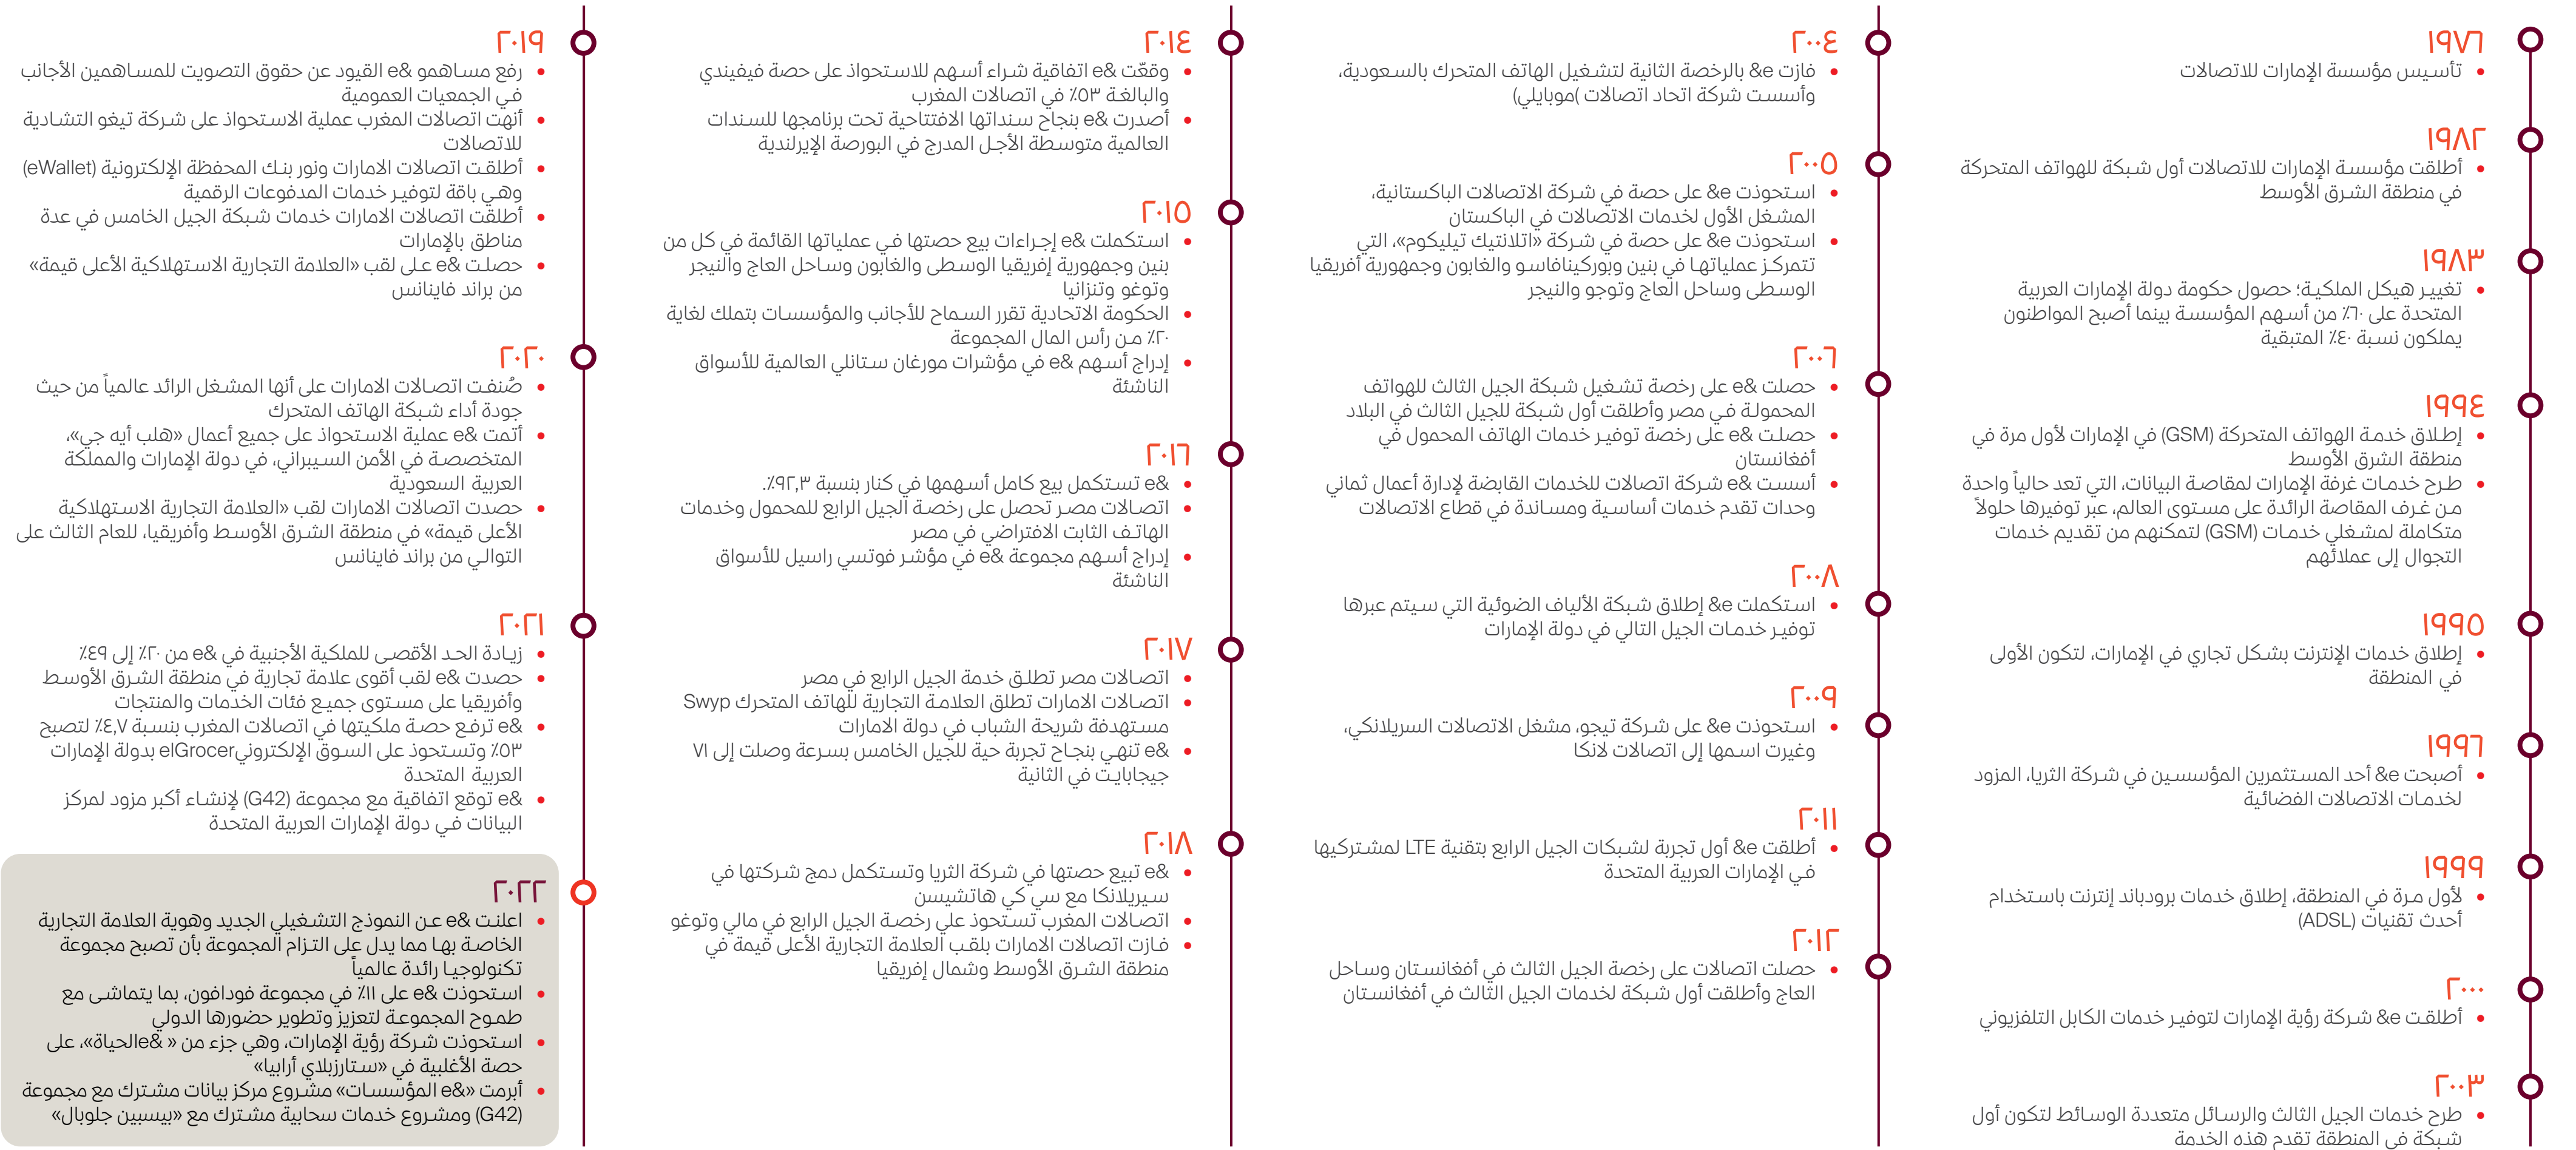 ١٩٧٦
• تأسيس مؤسسة الإمارات للاتصالات
١٩٨٢
• أطلقت مؤسسة الإمارات للاتصالات أول شبكة للهواتف المتحركة
في منطقة الشرق الأوسط
١٩٨٣
• تغيير هيكل الملكية؛ حصول حكومة دولة الإمارات العربية
المتحدة على ٦٠٪ من أسهم المؤسسة بينما أصبح المواطنون
يملكون نسبة ٤٠٪ المتبقية
١٩٩٤
• إطلاق خدمة الهواتف المتحركة (GSM) في الإمارات لأول مرة في
منطقة الشرق الأوسط
• طرح خدمات غرفة الإمارات لمقاصة البيانات، التي تعد حالياً واحدة
من غرف المقاصة الرائدة على مستوى العالم، عبر توفيرها حلولاً
متكاملة لمشغلي خدمات (GSM) لتمكنهم من تقديم خدمات
التجوال إلى عملائهم
١٩٩٥
• إطلاق خدمات الإنترنت بشكل تجاري في الإمارات، لتكون الأولى
في المنطقة
١٩٩٦
• أصبحت e& أحد المستثمرين المؤسسين في شركة الثريا، المزود
لخدمات الاتصالات الفضائية
١٩٩٩
• لأول مرة في المنطقة، إطلاق خدمات برودباند إنترنت باستخدام
أحدث تقنيات (ADSL)
٢٠٠٠
• أطلقت e& شركة رؤية الإمارات لتوفير خدمات الكابل التلفزيوني
٢٠٠٣
• طرح خدمات الجيل الثالث والرسائل متعددة الوسائط لتكون أول
شبكة في المنطقة تقدم هذه الخدمة
٢٠٠٤
• فازت e& بالرخصة الثانية لتشغيل الهاتف المتحرك بالسعودية،
وأسست شركة اتحاد اتصالات )موبايلي)
٢٠٠٥
• استحوذت e& على حصة في شركة الاتصالات الباكستانية،
المشغل الأول لخدمات الاتصالات في الباكستان
• استحوذت e& على حصة في شركة «اتلانتيك تيليكوم»، التي
تتمركز عملياتها في بنين وبوركينافاسو والغابون وجمهورية أفريقيا
الوسطى وساحل العاج وتوجو والنيجر
٢٠٠٦
• حصلت e& على رخصة تشغيل شبكة الجيل الثالث للهواتف
المحمولة في مصر وأطلقت أول شبكة للجيل الثالث في البلاد
• حصلت e& على رخصة توفير خدمات الهاتف المحمول في
أفغانستان
• أسست e& شركة اتصالات للخدمات القابضة لإدارة أعمال ثماني
وحدات تقدم خدمات أساسية ومساندة في قطاع الاتصالات
٢٠٠٨
• استكملت e& إطلاق شبكة الألياف الضوئية التي سيتم عبرها
توفير خدمات الجيل التالي في دولة الإمارات
٢٠٠٩
• استحوذت e& على شركة تيجو، مشغل الاتصالات السريلانكي،
وغيرت اسمها إلى اتصالات لانكا
٢٠١١
• أطلقت e& أول تجربة لشبكات الجيل الرابع بتقنية LTE لمشتركيها
في الإمارات العربية المتحدة
٢٠١٢
• حصلت اتصالات على رخصة الجيل الثالث في أفغانستان وساحل
العاج وأطلقت أول شبكة لخدمات الجيل الثالث في أفغانستان
٢٠١٤
• وقعّت e& اتفاقية شراء أسهم للاستحواذ على حصة فيفيندي
والبالغة ٥٣٪ في اتصالات المغرب
• أصدرت e& بنجاح سنداتها الافتتاحية تحت برنامجها للسندات
العالمية متوسطة الأجل المدرج في البورصة الإيرلندية
٢٠١٥
• استكملت e& إجراءات بيع حصتها في عملياتها القائمة في كل من
بنين وجمهورية إفريقيا الوسطى والغابون وساحل العاج والنيجر
وتوغو وتنزانيا
• الحكومة الاتحادية تقرر السماح للأجانب والمؤسسات بتملك لغاية
٢٠٪ من رأس المال المجموعة
• إدراج أسهم e& في مؤشرات مورغان ستانلي العالمية للأسواق
الناشئة
٢٠١٦
• e& تستكمل بيع كامل أسهمها في كنار بنسبة ٩٢,٣٪.
• اتصالات مصر تحصل على رخصة الجيل الرابع للمحمول وخدمات
الهاتف الثابت الافتراضي في مصر
• إدراج أسهم مجموعة e& في مؤشر فوتسي راسيل للأسواق
الناشئة
٢٠١٧
• اتصالات مصر تطلق خدمة الجيل الرابع في مصر
• اتصالات الامارات تطلق العلامة التجارية للهاتف المتحرك Swyp
مستهدفة شريحة الشباب في دولة الامارات
• e& تنهي بنجاح تجربة حية للجيل الخامس بسرعة وصلت إلى ٧١
جيجابايت في الثانية
٢٠١٨
• e& تبيع حصتها في شركة الثريا وتستكمل دمج شركتها في
سيريلانكا مع سي كي هاتشيسن
• اتصالات المغرب تستحوذ علي رخصة الجيل الرابع في مالي وتوغو
• فازت اتصالات الامارات بلقب العلامة التجارية الأعلى قيمة في
منطقة الشرق الأوسط وشمال إفريقيا
٢٠١٩
• رفع مساهمو e& القيود عن حقوق التصويت للمساهمين الأجانب
في الجمعيات العمومية
• أنهت اتصالات المغرب عملية الاستحواذ على شركة تيغو التشادية
للاتصالات
• أطلقت اتصالات الامارات ونور بنك المحفظة الإلكترونية (eWallet)
وهي باقة لتوفير خدمات المدفوعات الرقمية
• أطلقت اتصالات الامارات خدمات شبكة الجيل الخامس في عدة
مناطق بالإمارات
• حصلت e& على لقب «العلامة التجارية الاستهلاكية الأعلى قيمة»
من براند فاينانس
٢٠٢٠
• صُنفت اتصالات الامارات على أنها المشغل الرائد عالمياً من حيث
جودة أداء شبكة الهاتف المتحرك
• أتمت e& عملية الاستحواذ على جميع أعمال «هلب أيه جي»،
المتخصصة في الأمن السيبراني، في دولة الإمارات والمملكة
العربية السعودية
• حصدت اتصالات الامارات لقب «العلامة التجارية الاستهلاكية
الأعلى قيمة» في منطقة الشرق الأوسط وأفريقيا، للعام الثالث على
التوالي من براند فاينانس
٢٠٢١
• زيادة الحد الأقصى للملكية الأجنبية في e& من ٢٠٪ إلى ٤٩٪
• حصدت e& لقب أقوى علامة تجارية في منطقة الشرق الأوسط
وأفريقيا على مستوى جميع فئات الخدمات والمنتجات
• e& ترفع حصة ملكيتها في اتصالات المغرب بنسبة ٤,٧٪ لتصبح
٥٣٪ وتستحوذ على السوق الإلكترونيelGrocer بدولة الإمارات
العربية المتحدة
• e& توقع اتفاقية مع مجموعة (G42) لإنشاء أكبر مزود لمركز
البيانات في دولة الإمارات العربية المتحدة
٢٠٢٢
• اعلنت e& عن النموذج التشغيلي الجديد وهوية العلامة التجارية
الخاصة بها مما يدل على التزام المجموعة بأن تصبح مجموعة
تكنولوجيا رائدة عالمياً
• استحوذت e& على ١١٪ في مجموعة فودافون، بما يتماشى مع
طموح المجموعة لتعزيز وتطوير حضورها الدولي
• استحوذت شركة رؤية الإمارات، وهي جزء من « e&الحياة»، على
حصة الأغلبية في «ستارزبلاي أرابيا»
• أبرمت «e& المؤسسات» مشروع مركز بيانات مشترك مع مجموعة
(G42) ومشروع خدمات سحابية مشترك مع «بيسبين جلوبال»